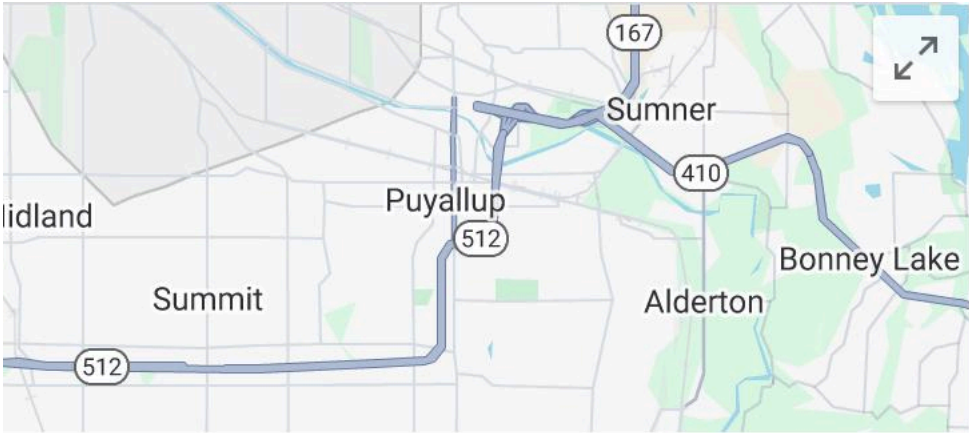 167
Sumner
410
Puyallup
idland
512
Bonney Lake
Summit
Alderton
512